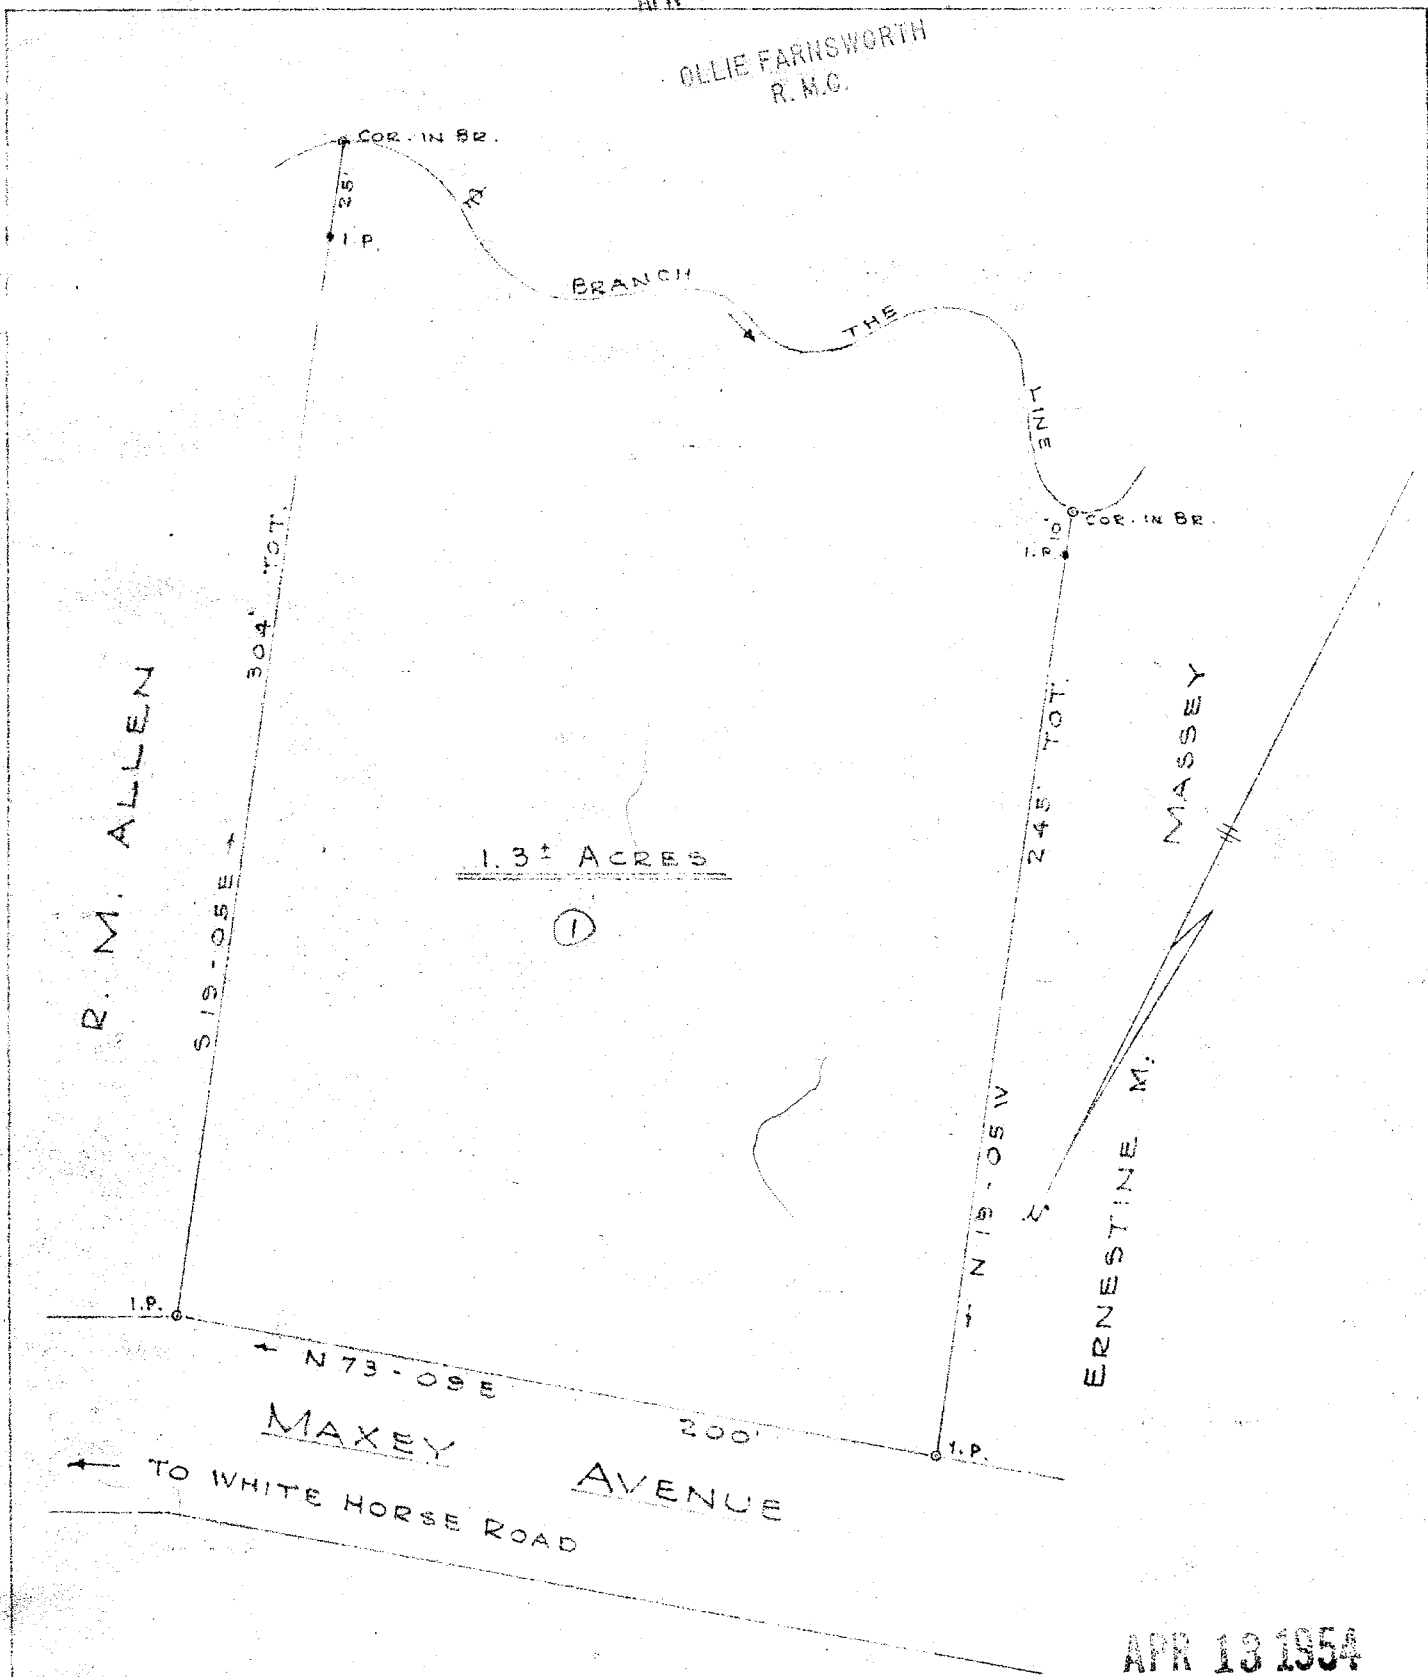 OLLIE FARNSWORTH
R. M. C.
COR. IN BR.
25'
I.P.
BRANCH
THE
LINE
COR. IN BR.
10'
I.P.
304' TOT.
S 19-05 E
R. M. ALLEN
1.3± ACRES
1
245' TOT.
N 19-05 W
ERNESTINE M. MASSEY
I.P.
N 73-09 E
200'
I.P.
MAXEY AVENUE
TO WHITE HORSE ROAD
APR 13 1954